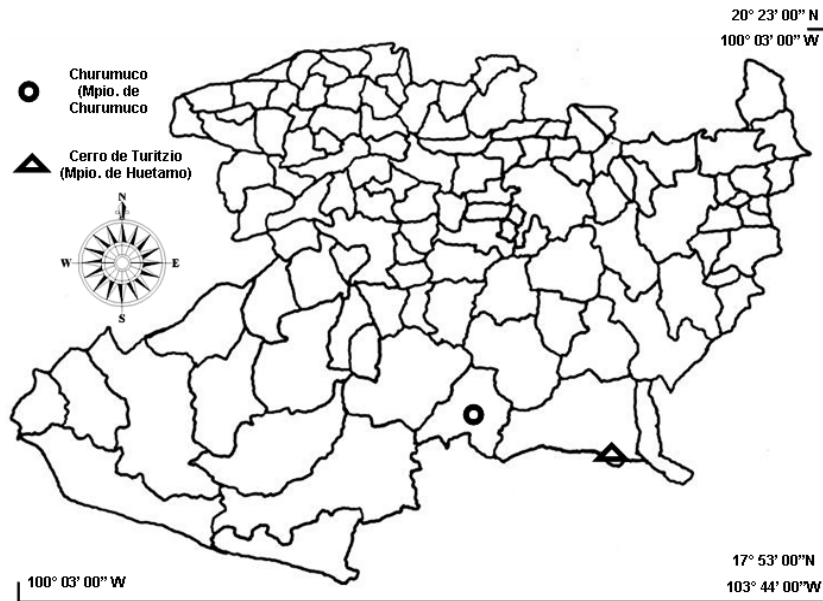 20° 23' 00" N
100° 03' 00" W
Churumuco
(Mpio. de
Churumuco
Cerro de Turitzio
(Mpio. de Huetamo)
N
W
E
S
17° 53' 00"N
100° 03' 00" W
103° 44' 00"W